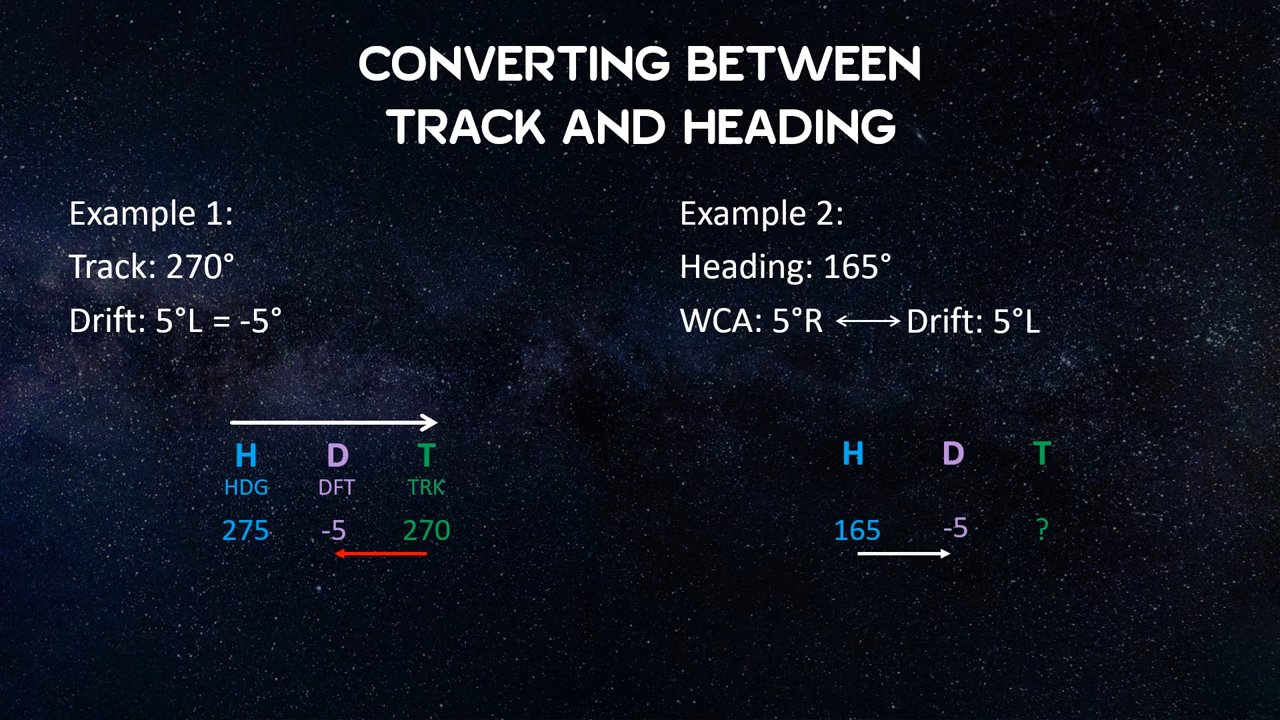 CONVERTING BETWEEN
TRACK AND HEADING
Example 1:
Track: 270°
Drift: 5°L = -5°
H D T
HDG DFT TRK
275 -5 270
Example 2:
Heading: 165°
WCA: 5°R ⟷ Drift: 5°L
H D T
165 -5 ?